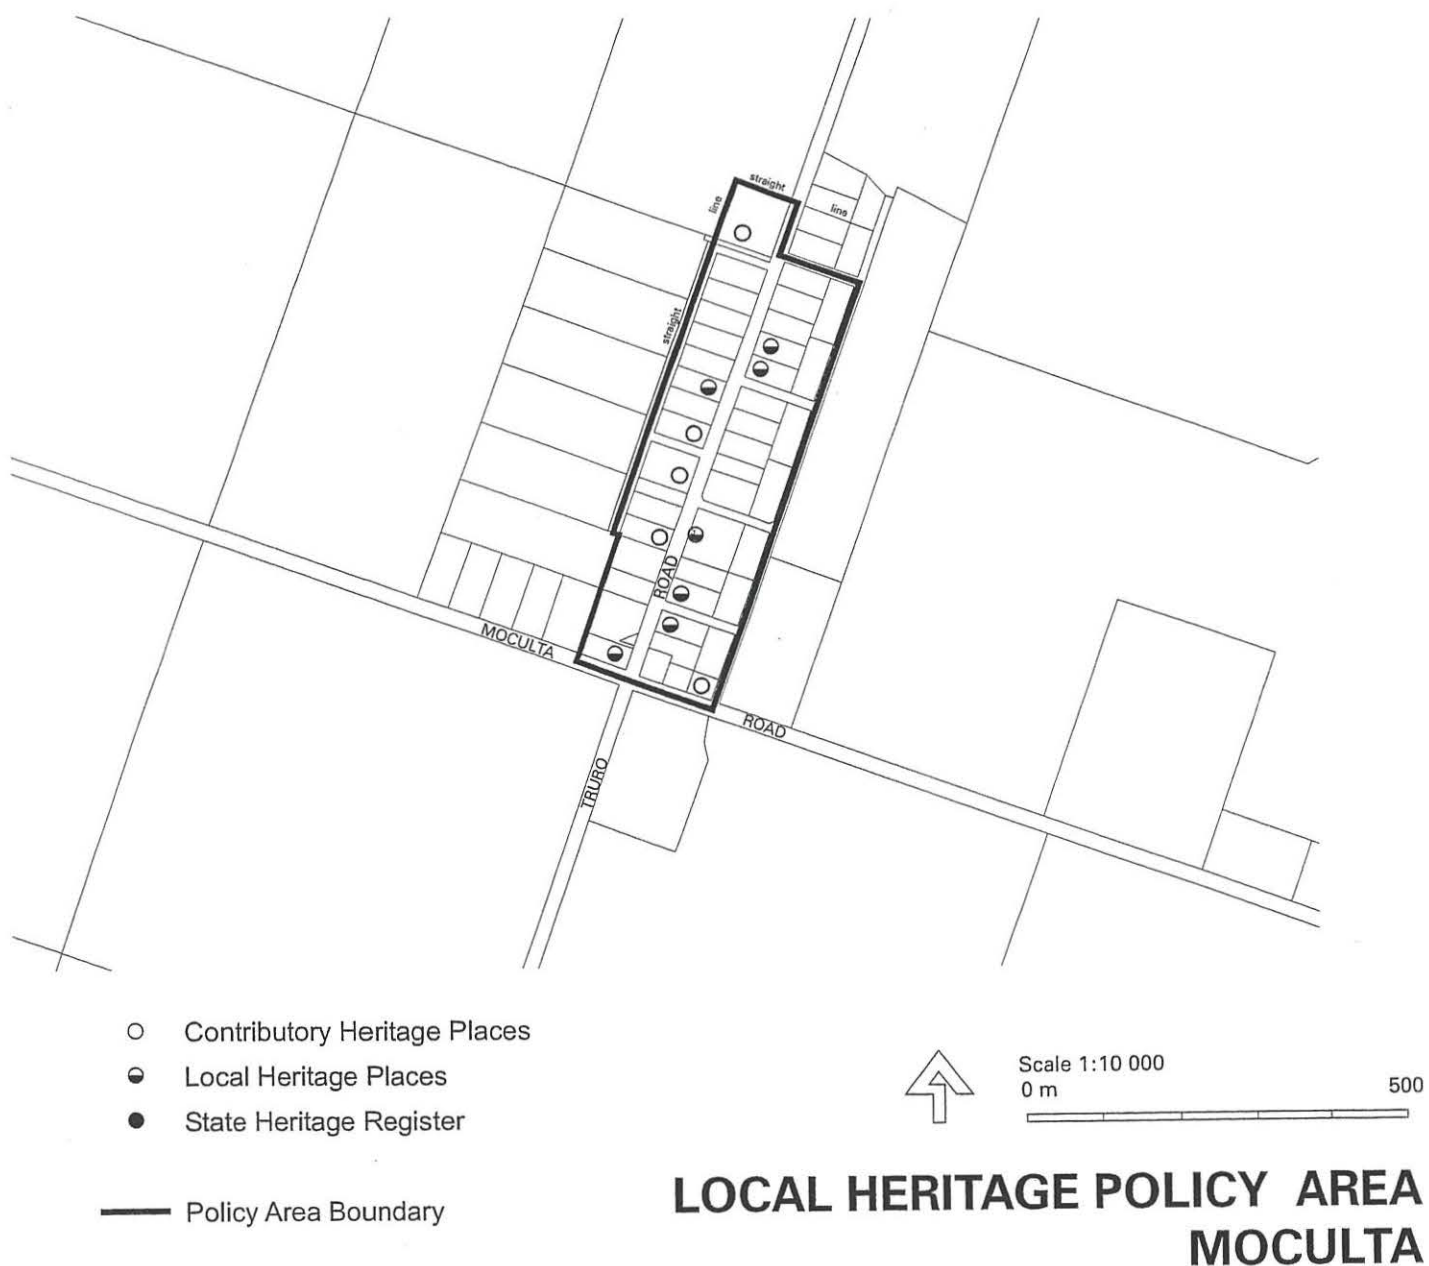 straight
line
line
straight
ROAD
MOCULTA
ROAD
TRURO
Contributory Heritage Places
Local Heritage Places
State Heritage Register
Policy Area Boundary
Scale 1:10 000
0 m 500
LOCAL HERITAGE POLICY AREA
MOCULTA